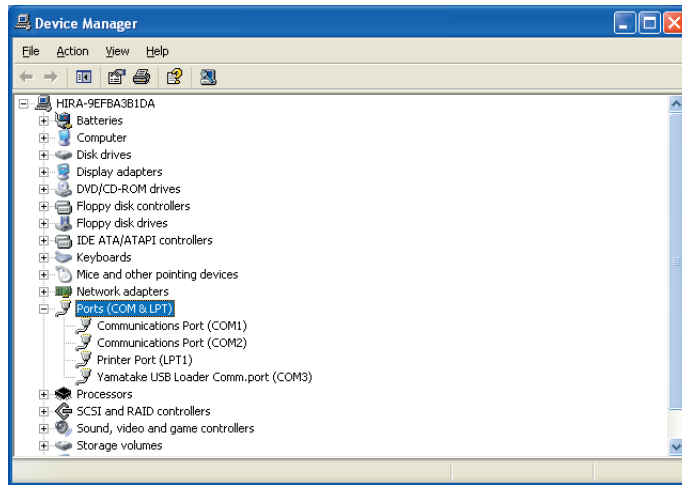 Device Manager
File Action View Help
HIRA-9EFBA3B1DA
Batteries
Computer
Disk drives
Display adapters
DVD/CD-ROM drives
Floppy disk controllers
Floppy disk drives
IDE ATA/ATAPI controllers
Keyboards
Mice and other pointing devices
Network adapters
Ports (COM & LPT)
Communications Port (COM1)
Communications Port (COM2)
Printer Port (LPT1)
Yamatake USB Loader Comm.port (COM3)
Processors
SCSI and RAID controllers
Sound, video and game controllers
Storage volumes